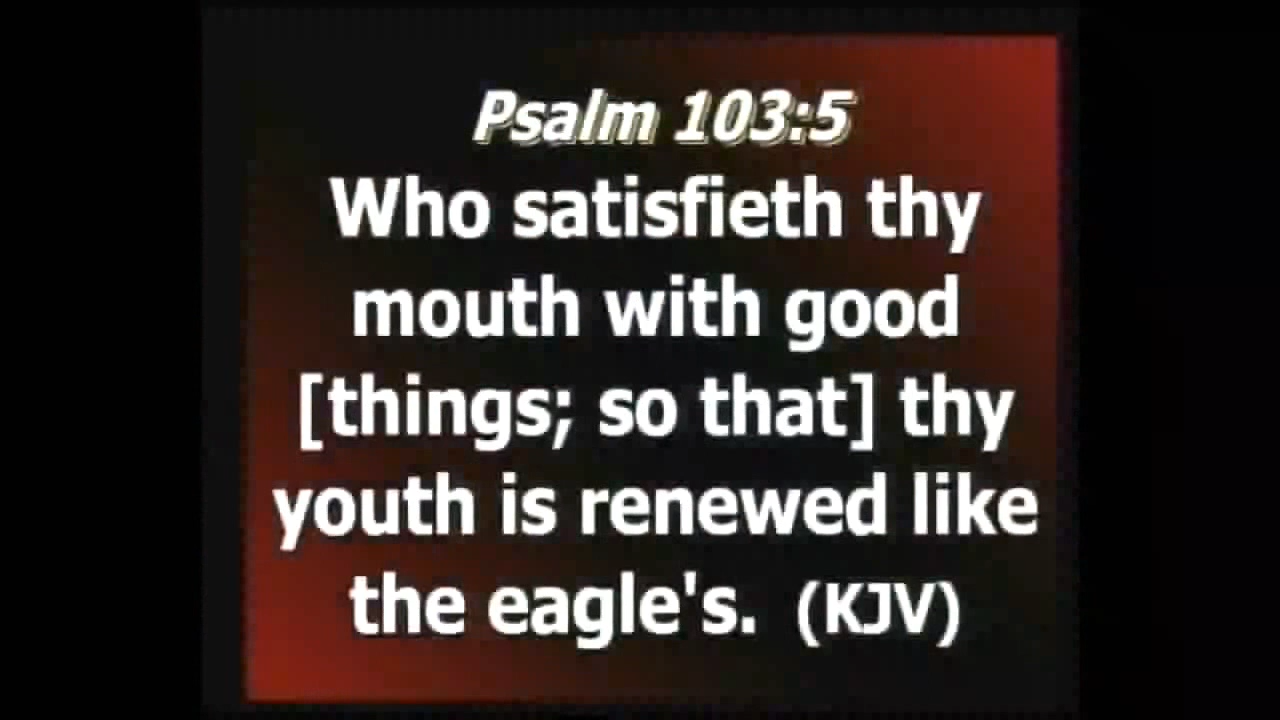 Psalm 103:5
Who satisfieth thy
mouth with good
[things; so that] thy
youth is renewed like
the eagle's. (KJV)